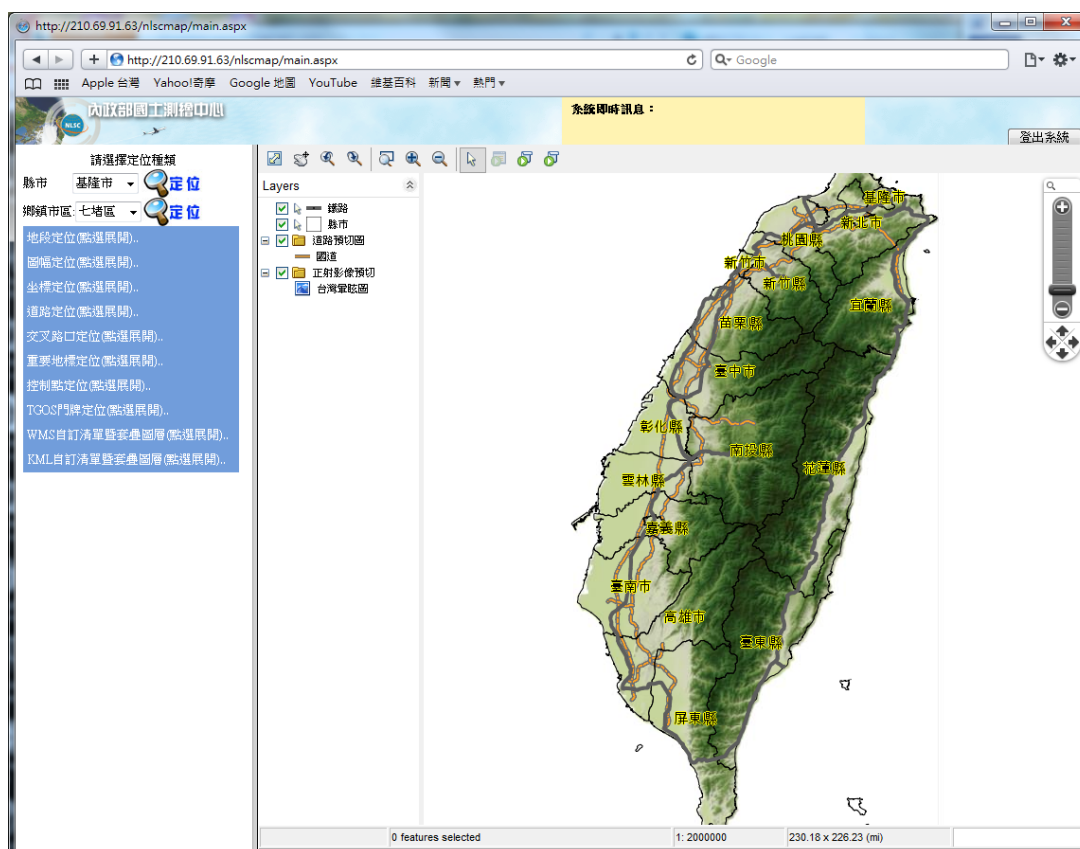 http://210.69.91.63/nlscmap/main.aspx
http://210.69.91.63/nlscmap/main.aspx
Google
Apple 台灣 Yahoo!奇摩 Google 地圖 YouTube 維基百科 新聞 熱門
NLSC 內政部國土測繪中心
系統即時訊息：
登出系統
請選擇定位種類
縣市 基隆市 定位
鄉鎮市區: 七堵區 定位
地段定位(點選展開)..
圖幅定位(點選展開)..
坐標定位(點選展開)..
道路定位(點選展開)..
交叉路口定位(點選展開)..
重要地標定位(點選展開)..
控制點定位(點選展開)..
TGOS門牌定位(點選展開)..
WMS自訂清單暨套疊圖層(點選展開)..
KML自訂清單暨套疊圖層(點選展開)..
Layers
鐵路
縣市
道路預切圖
國道
正射影像預切
台灣暈眩圖
基隆市
新北市
桃園縣
新竹市
新竹縣
宜蘭縣
苗栗縣
臺中市
彰化縣
南投縣
花蓮縣
雲林縣
嘉義縣
臺南市
高雄市
臺東縣
屏東縣
0 features selected
1: 2000000
230.18 x 226.23 (mi)